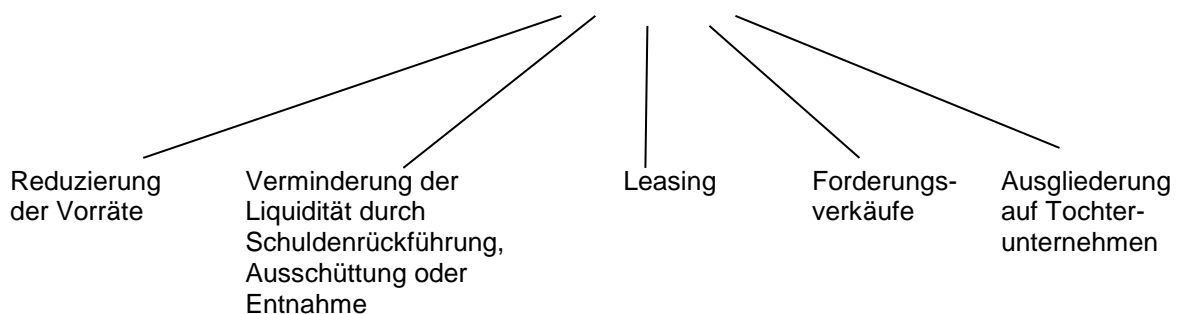 Reduzierung
der Vorräte
Verminderung der
Liquidität durch
Schuldenrückführung,
Ausschüttung oder
Entnahme
Leasing
Forderungs-
verkäufe
Ausgliederung
auf Tochter-
unternehmen